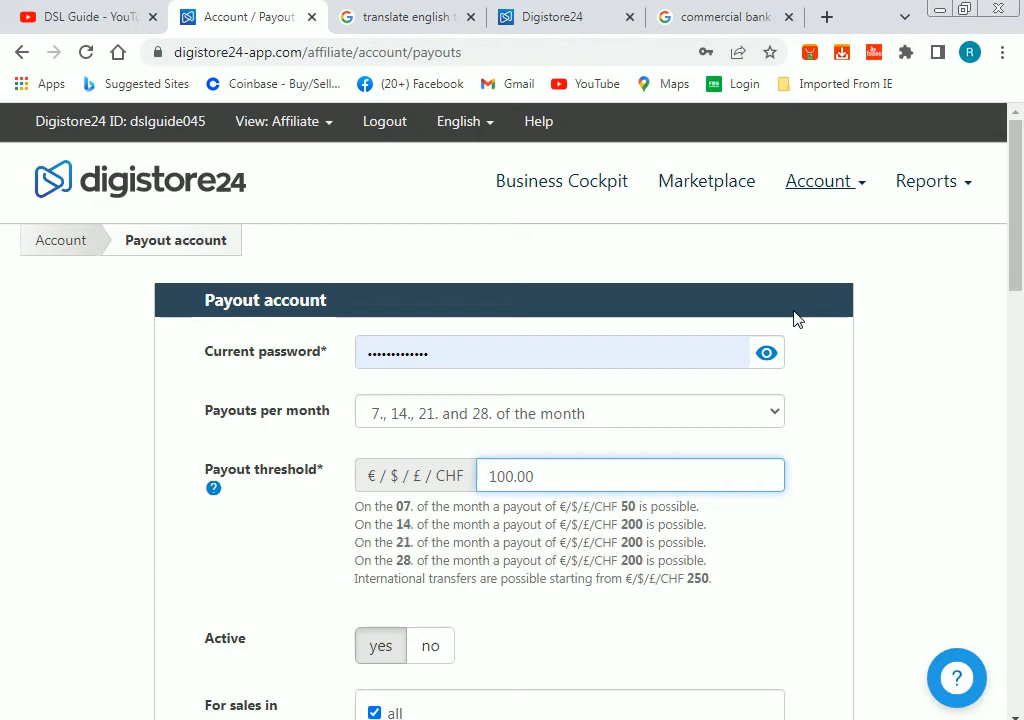 DSL Guide - YouTu
Account / Payout
translate english t
Digistore24
commercial bank
digistore24-app.com/affiliate/account/payouts
R
Apps
Suggested Sites
Coinbase - Buy/Sell...
(20+) Facebook
Gmail
YouTube
Maps
Login
Imported From IE
Digistore24 ID: dslguide045
View: Affiliate
Logout
English
Help
digistore24
Business Cockpit
Marketplace
Account
Reports
Account
Payout account
Payout account
Current password*
•••••••••••••
Payouts per month
7., 14., 21. and 28. of the month
Payout threshold*
€ / $ / £ / CHF
100.00
?
On the 07. of the month a payout of €/$/£/CHF 50 is possible.
On the 14. of the month a payout of €/$/£/CHF 200 is possible.
On the 21. of the month a payout of €/$/£/CHF 200 is possible.
On the 28. of the month a payout of €/$/£/CHF 200 is possible.
International transfers are possible starting from €/$/£/CHF 250.
Active
yes
no
?
For sales in
all